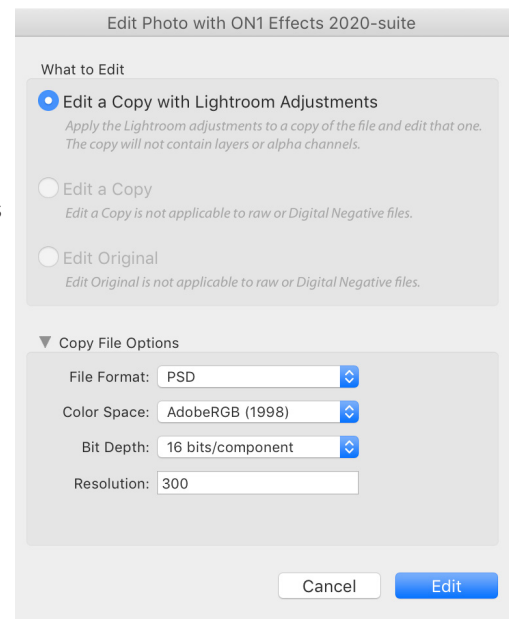 Edit Photo with ON1 Effects 2020-suite
What to Edit
Edit a Copy with Lightroom Adjustments
Apply the Lightroom adjustments to a copy of the file and edit that one.
The copy will not contain layers or alpha channels.
Edit a Copy
Edit a Copy is not applicable to raw or Digital Negative files.
Edit Original
Edit Original is not applicable to raw or Digital Negative files.
Copy File Options
File Format: PSD
Color Space: AdobeRGB (1998)
Bit Depth: 16 bits/component
Resolution: 300
Cancel Edit